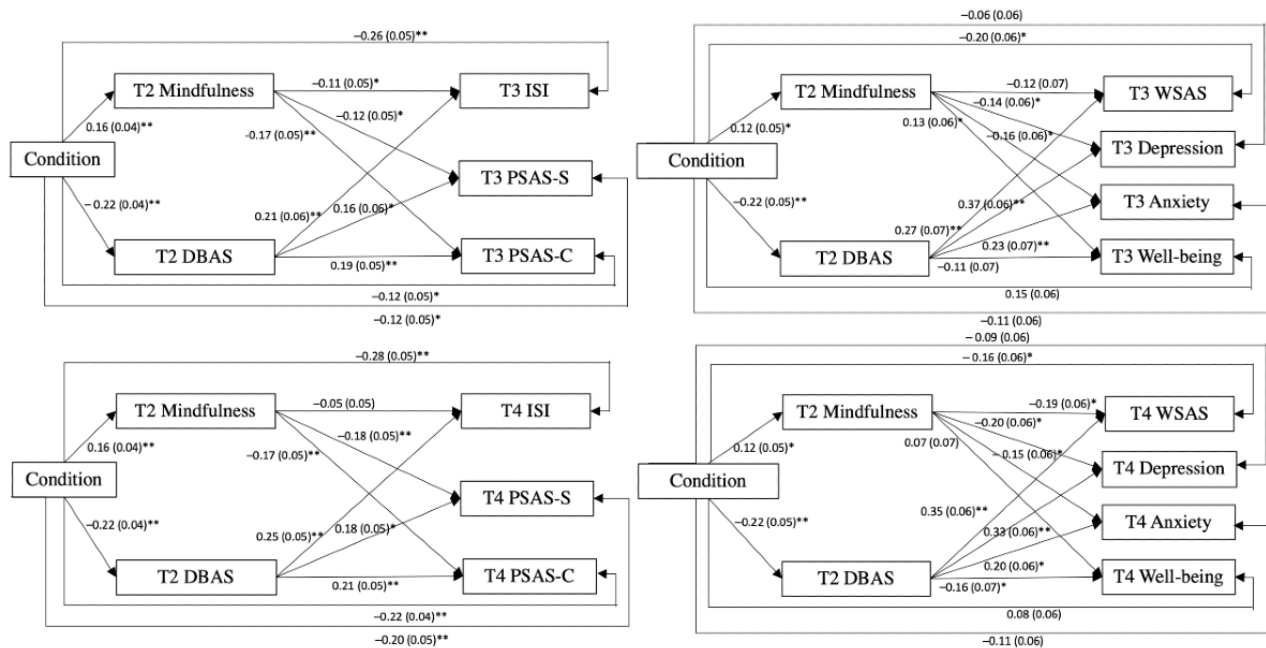 −0.26 (0.05)**
T2 Mindfulness
−0.11 (0.05)*
T3 ISI
−0.12 (0.05)*
0.16 (0.04)**
−0.17 (0.05)**
Condition
T3 PSAS-S
−0.22 (0.04)**
0.21 (0.06)**
0.16 (0.06)*
T2 DBAS
0.19 (0.05)**
T3 PSAS-C
−0.12 (0.05)*
−0.12 (0.05)*
−0.06 (0.06)
−0.20 (0.06)*
T2 Mindfulness
−0.12 (0.07)
T3 WSAS
−0.14 (0.06)*
0.12 (0.05)*
0.13 (0.06)*
−0.16 (0.06)*
T3 Depression
Condition
−0.22 (0.05)**
0.37 (0.06)**
T3 Anxiety
0.27 (0.07)**
0.23 (0.07)**
T2 DBAS
−0.11 (0.07)
T3 Well-being
0.15 (0.06)
−0.11 (0.06)
−0.28 (0.05)**
T2 Mindfulness
−0.05 (0.05)
T4 ISI
−0.18 (0.05)**
0.16 (0.04)**
−0.17 (0.05)**
Condition
T4 PSAS-S
−0.22 (0.04)**
0.25 (0.05)**
0.18 (0.05)*
T2 DBAS
0.21 (0.05)**
T4 PSAS-C
−0.22 (0.04)**
−0.20 (0.05)**
−0.09 (0.06)
−0.16 (0.06)*
T2 Mindfulness
−0.19 (0.06)*
T4 WSAS
−0.20 (0.06)*
0.12 (0.05)*
0.07 (0.07)
−0.15 (0.06)*
T4 Depression
Condition
−0.22 (0.05)**
0.35 (0.06)**
T4 Anxiety
0.33 (0.06)**
0.20 (0.06)*
T2 DBAS
−0.16 (0.07)*
T4 Well-being
0.08 (0.06)
−0.11 (0.06)